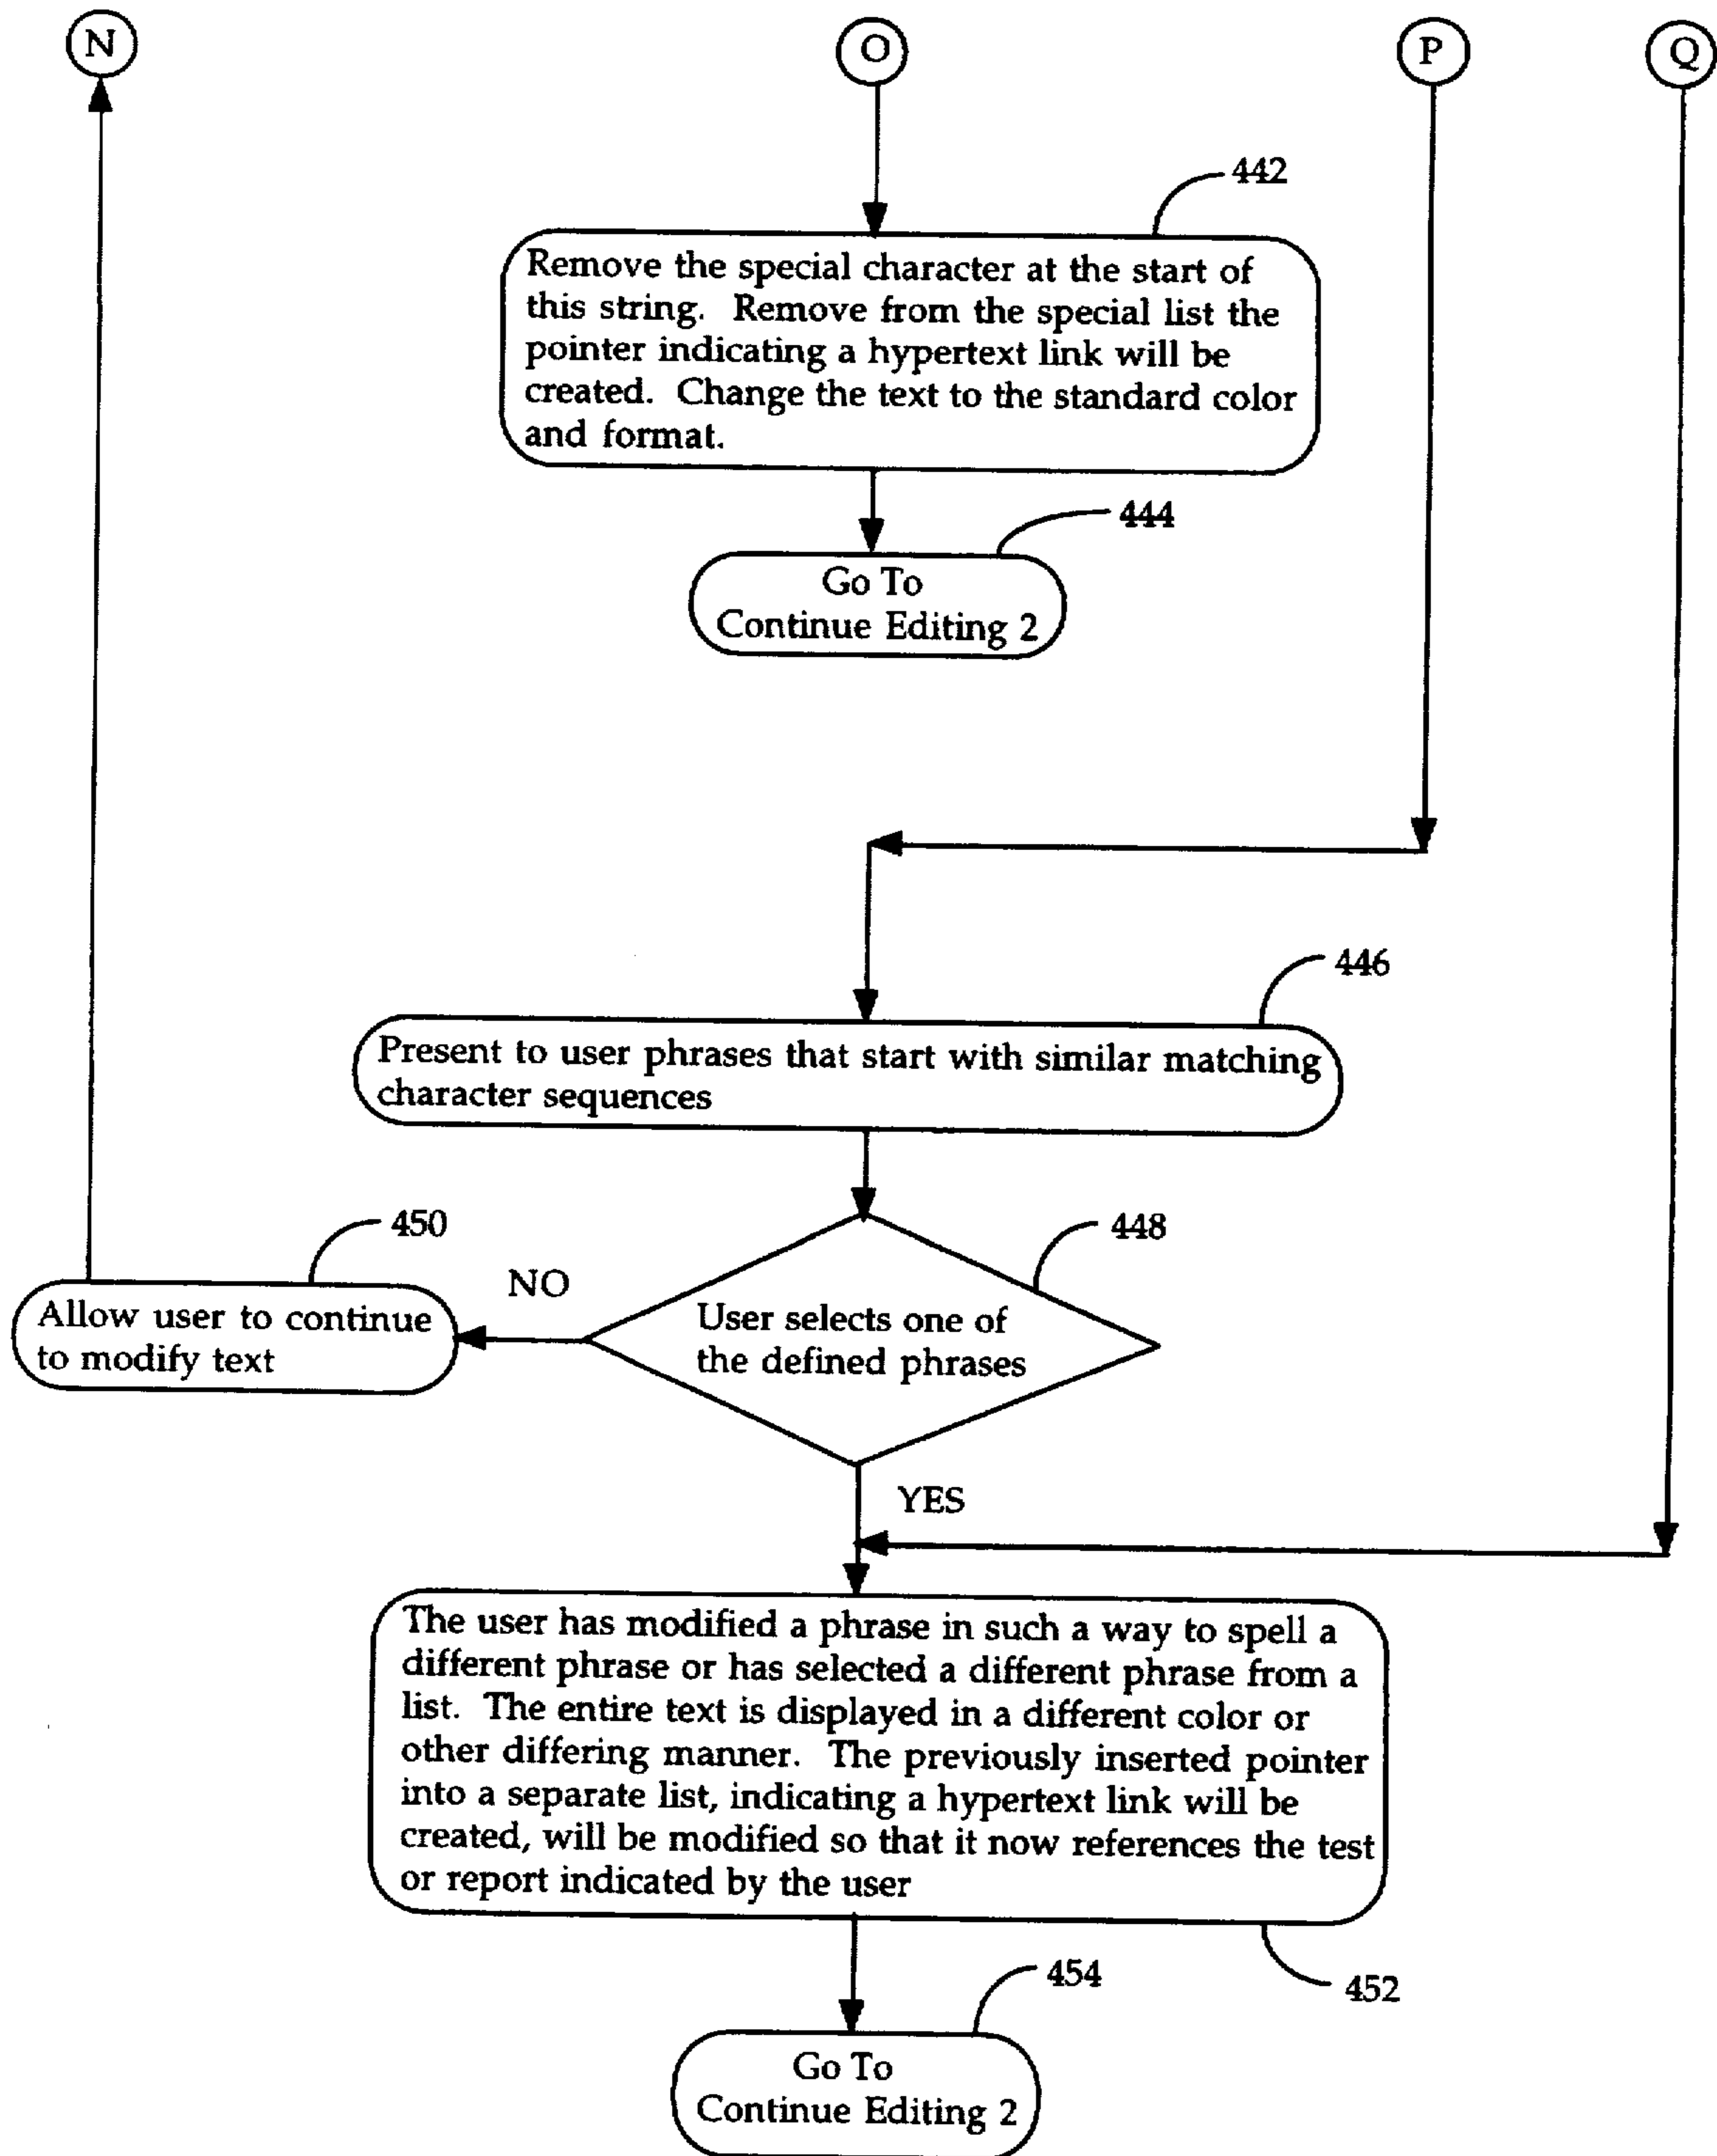 N
O
P
Q
442
Remove the special character at the start of
this string. Remove from the special list the
pointer indicating a hypertext link will be
created. Change the text to the standard color
and format.
444
Go To
Continue Editing 2
446
Present to user phrases that start with similar matching
character sequences
450
448
NO
Allow user to continue
to modify text
User selects one of
the defined phrases
YES
The user has modified a phrase in such a way to spell a
different phrase or has selected a different phrase from a
list. The entire text is displayed in a different color or
other differing manner. The previously inserted pointer
into a separate list, indicating a hypertext link will be
created, will be modified so that it now references the test
or report indicated by the user
454
452
Go To
Continue Editing 2